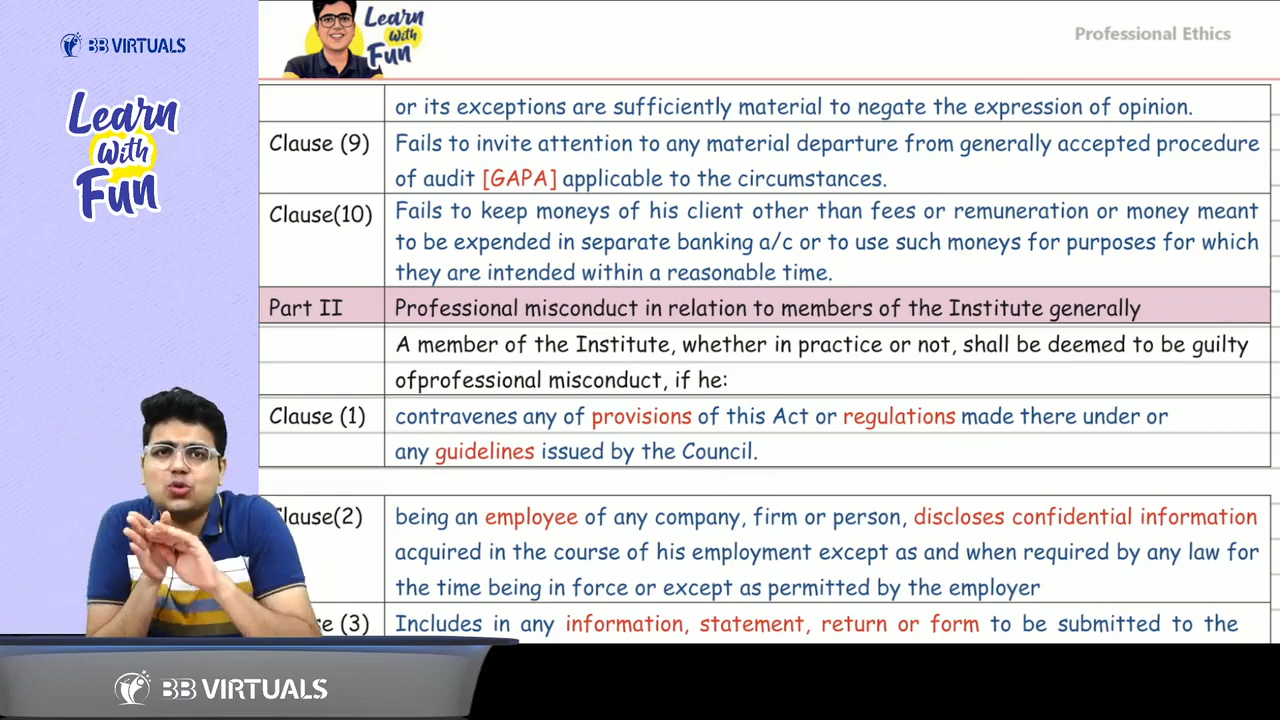 BB VIRTUALS
Learn
With
Fun
Learn
With
Fun
Professional Ethics
or its exceptions are sufficiently material to negate the expression of opinion.
Clause (9) Fails to invite attention to any material departure from generally accepted procedure
of audit [GAPA] applicable to the circumstances.
Clause(10) Fails to keep moneys of his client other than fees or remuneration or money meant
to be expended in separate banking a/c or to use such moneys for purposes for which
they are intended within a reasonable time.
Part II Professional misconduct in relation to members of the Institute generally
A member of the Institute, whether in practice or not, shall be deemed to be guilty
ofprofessional misconduct, if he:
Clause (1) contravenes any of provisions of this Act or regulations made there under or
any guidelines issued by the Council.
Clause(2) being an employee of any company, firm or person, discloses confidential information
acquired in the course of his employment except as and when required by any law for
the time being in force or except as permitted by the employer
se (3) Includes in any information, statement, return or form to be submitted to the
BB VIRTUALS